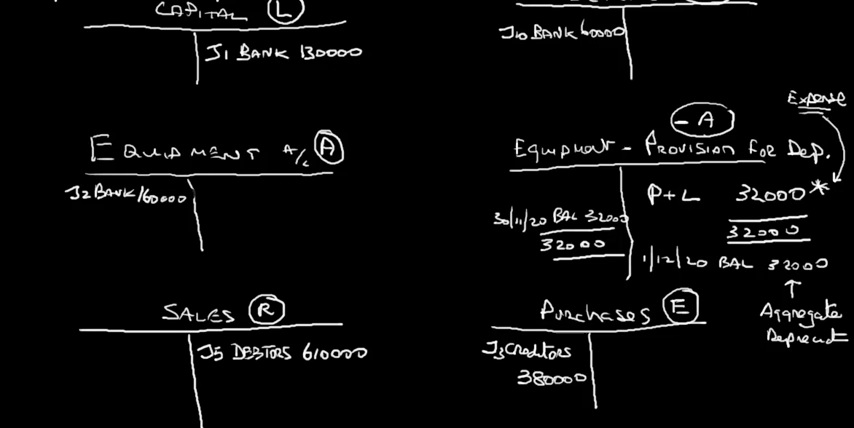 CAPITAL L
J1 BANK 130000
J10 BANK 60000
Expense
EQUIPMENT A/c A
J2 BANK 160000
- A
EQUIPMENT - PROVISION FOR DEP.
P+L 32000*
30/11/20 BAL 32000
32000
32000
1/12/20 BAL 32000
Aggregate
SALES R
J5 DEBTORS 610000
PURCHASES E
J3 Creditors
380000